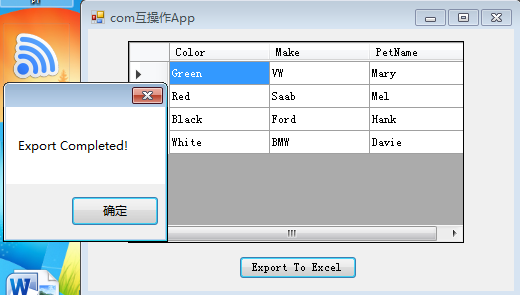 com互操作App
Color Make PetName
Green VW Mary
Red Saab Mel
Black Ford Hank
White BMW Davie
Export To Excel
Export Completed!
确定
W